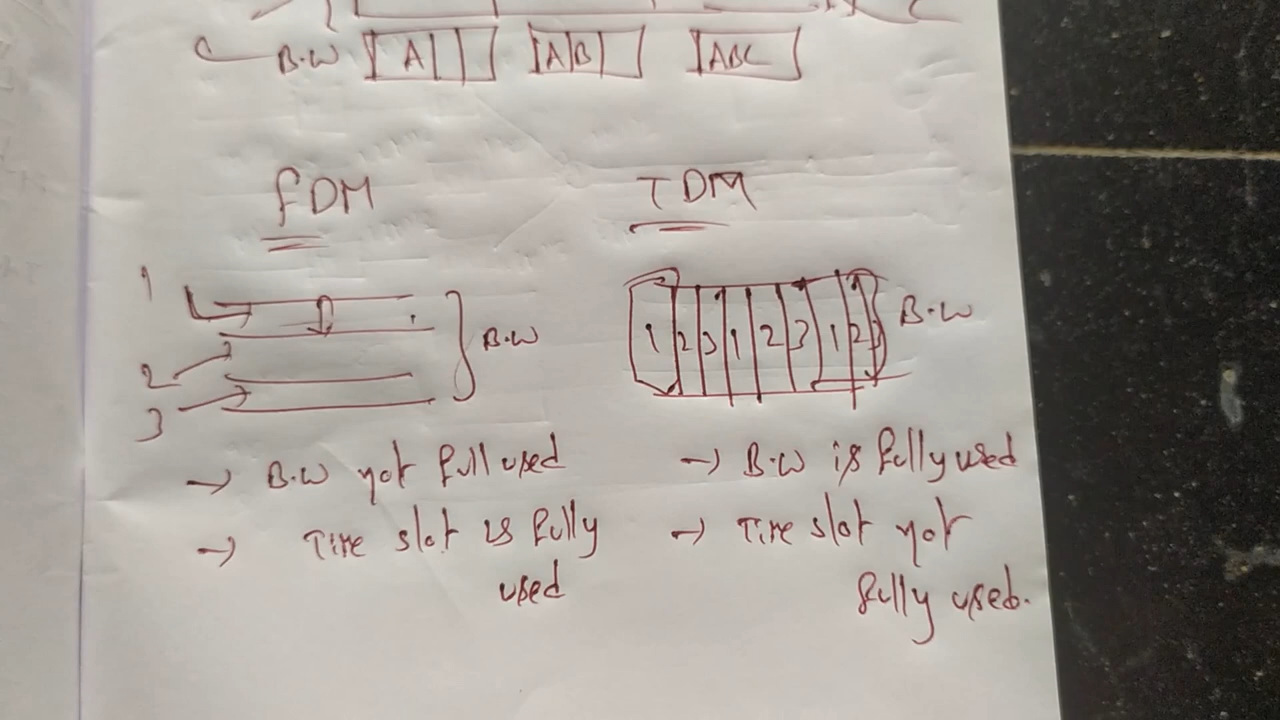 C B.W A A B ABC
FDM TDM
1
2
3
B.W
1 2 3 1 2 3 1 2 3 B.W
→ B.W not full used
→ Time slot is fully
used
→ B.W is fully used
→ Time slot not
fully used.